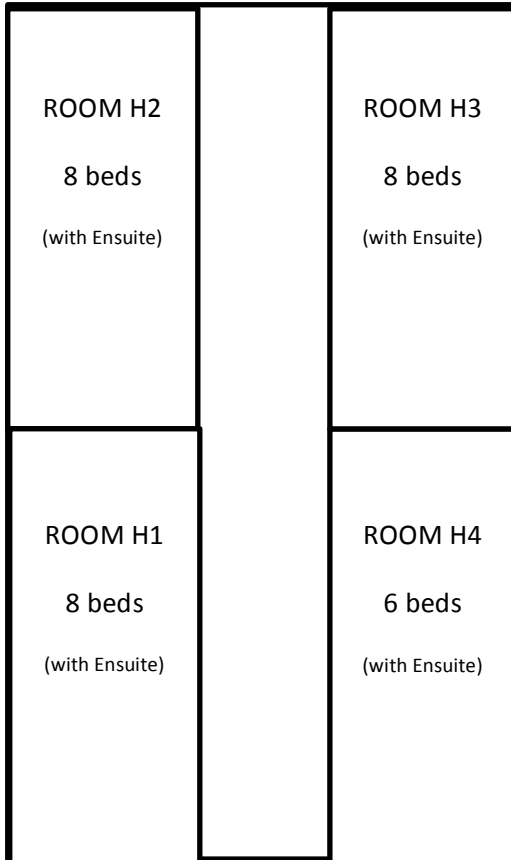 ROOM H2
8 beds
(with Ensuite)
ROOM H3
8 beds
(with Ensuite)
ROOM H1
8 beds
(with Ensuite)
ROOM H4
6 beds
(with Ensuite)